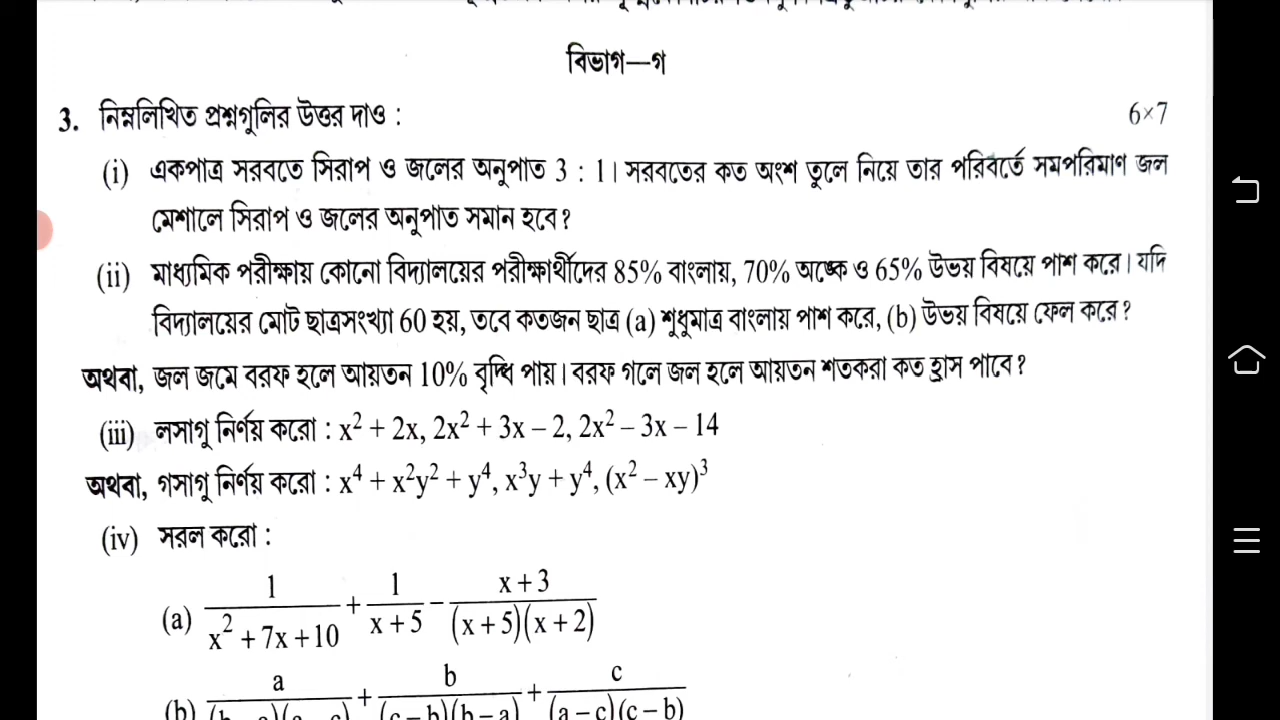 বিভাগ—গ
3. নিম্নলিখিত প্রশ্নগুলির উত্তর দাও : 6×7
(i) একপাত্র সরবতে সিরাপ ও জলের অনুপাত 3 : 1। সরবতের কত অংশ তুলে নিয়ে তার পরিবর্তে সমপরিমাণ জল
মেশালে সিরাপ ও জলের অনুপাত সমান হবে?
(ii) মাধ্যমিক পরীক্ষায় কোনো বিদ্যালয়ের পরীক্ষার্থীদের 85% বাংলায়, 70% অঙ্কে ও 65% উভয় বিষয়ে পাশ করে। যদি
বিদ্যালয়ের মোট ছাত্রসংখ্যা 60 হয়, তবে কতজন ছাত্র (a) শুধুমাত্র বাংলায় পাশ করে, (b) উভয় বিষয়ে ফেল করে?
অথবা, জল জমে বরফ হলে আয়তন 10% বৃদ্ধি পায়। বরফ গলে জল হলে আয়তন শতকরা কত হ্রাস পাবে?
(iii) লসাগু নির্ণয় করো : x² + 2x, 2x² + 3x – 2, 2x² – 3x – 14
অথবা, গসাগু নির্ণয় করো : x⁴ + x²y² + y⁴, x³y + y⁴, (x² – xy)³
(iv) সরল করো :
(a) 1/(x² + 7x + 10) + 1/(x + 5) – (x + 3)/((x + 5)(x + 2))
(b) a/((b – a)(a – c)) + b/((c – b)(b – a)) + c/((a – c)(c – b))